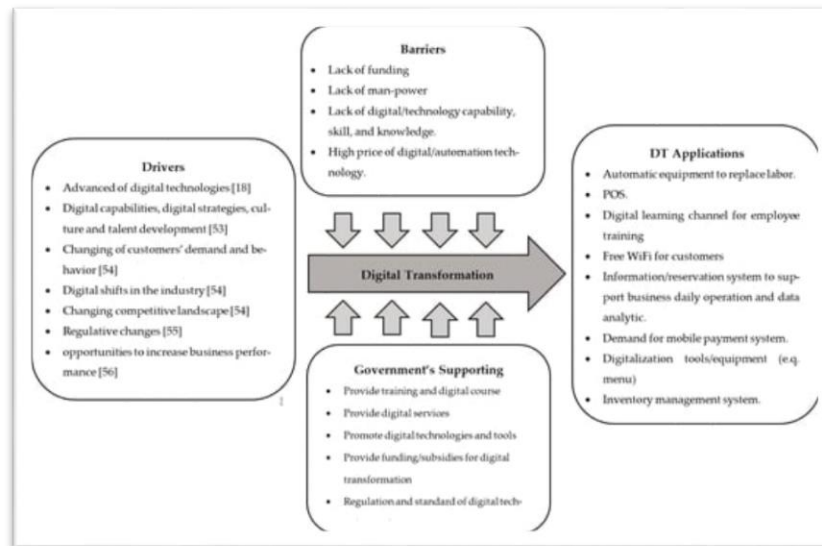 Barriers
• Lack of funding
• Lack of man-power
• Lack of digital/technology capability,
skill, and knowledge.
• High price of digital/automation tech-
nology.
Drivers
• Advanced of digital technologies [18]
• Digital capabilities, digital strategies, cul-
ture and talent development [53]
• Changing of customers' demand and be-
havior [54]
• Digital shifts in the industry [54]
• Changing competitive landscape [54]
• Regulative changes [55]
• opportunities to increase business perfor-
mance [56]
Digital Transformation
DT Applications
• Automatic equipment to replace labor.
• POS.
• Digital learning channel for employee
training
• Free WiFi for customers
• Information/reservation system to sup-
port business daily operation and data
analytic.
• Demand for mobile payment system.
• Digitalization tools/equipment (e.q.
menu)
• Inventory management system.
Government's Supporting
• Provide training and digital course
• Provide digital services
• Promote digital technologies and tools
• Provide funding/subsidies for digital
transformation
• Regulation and standard of digital tech-